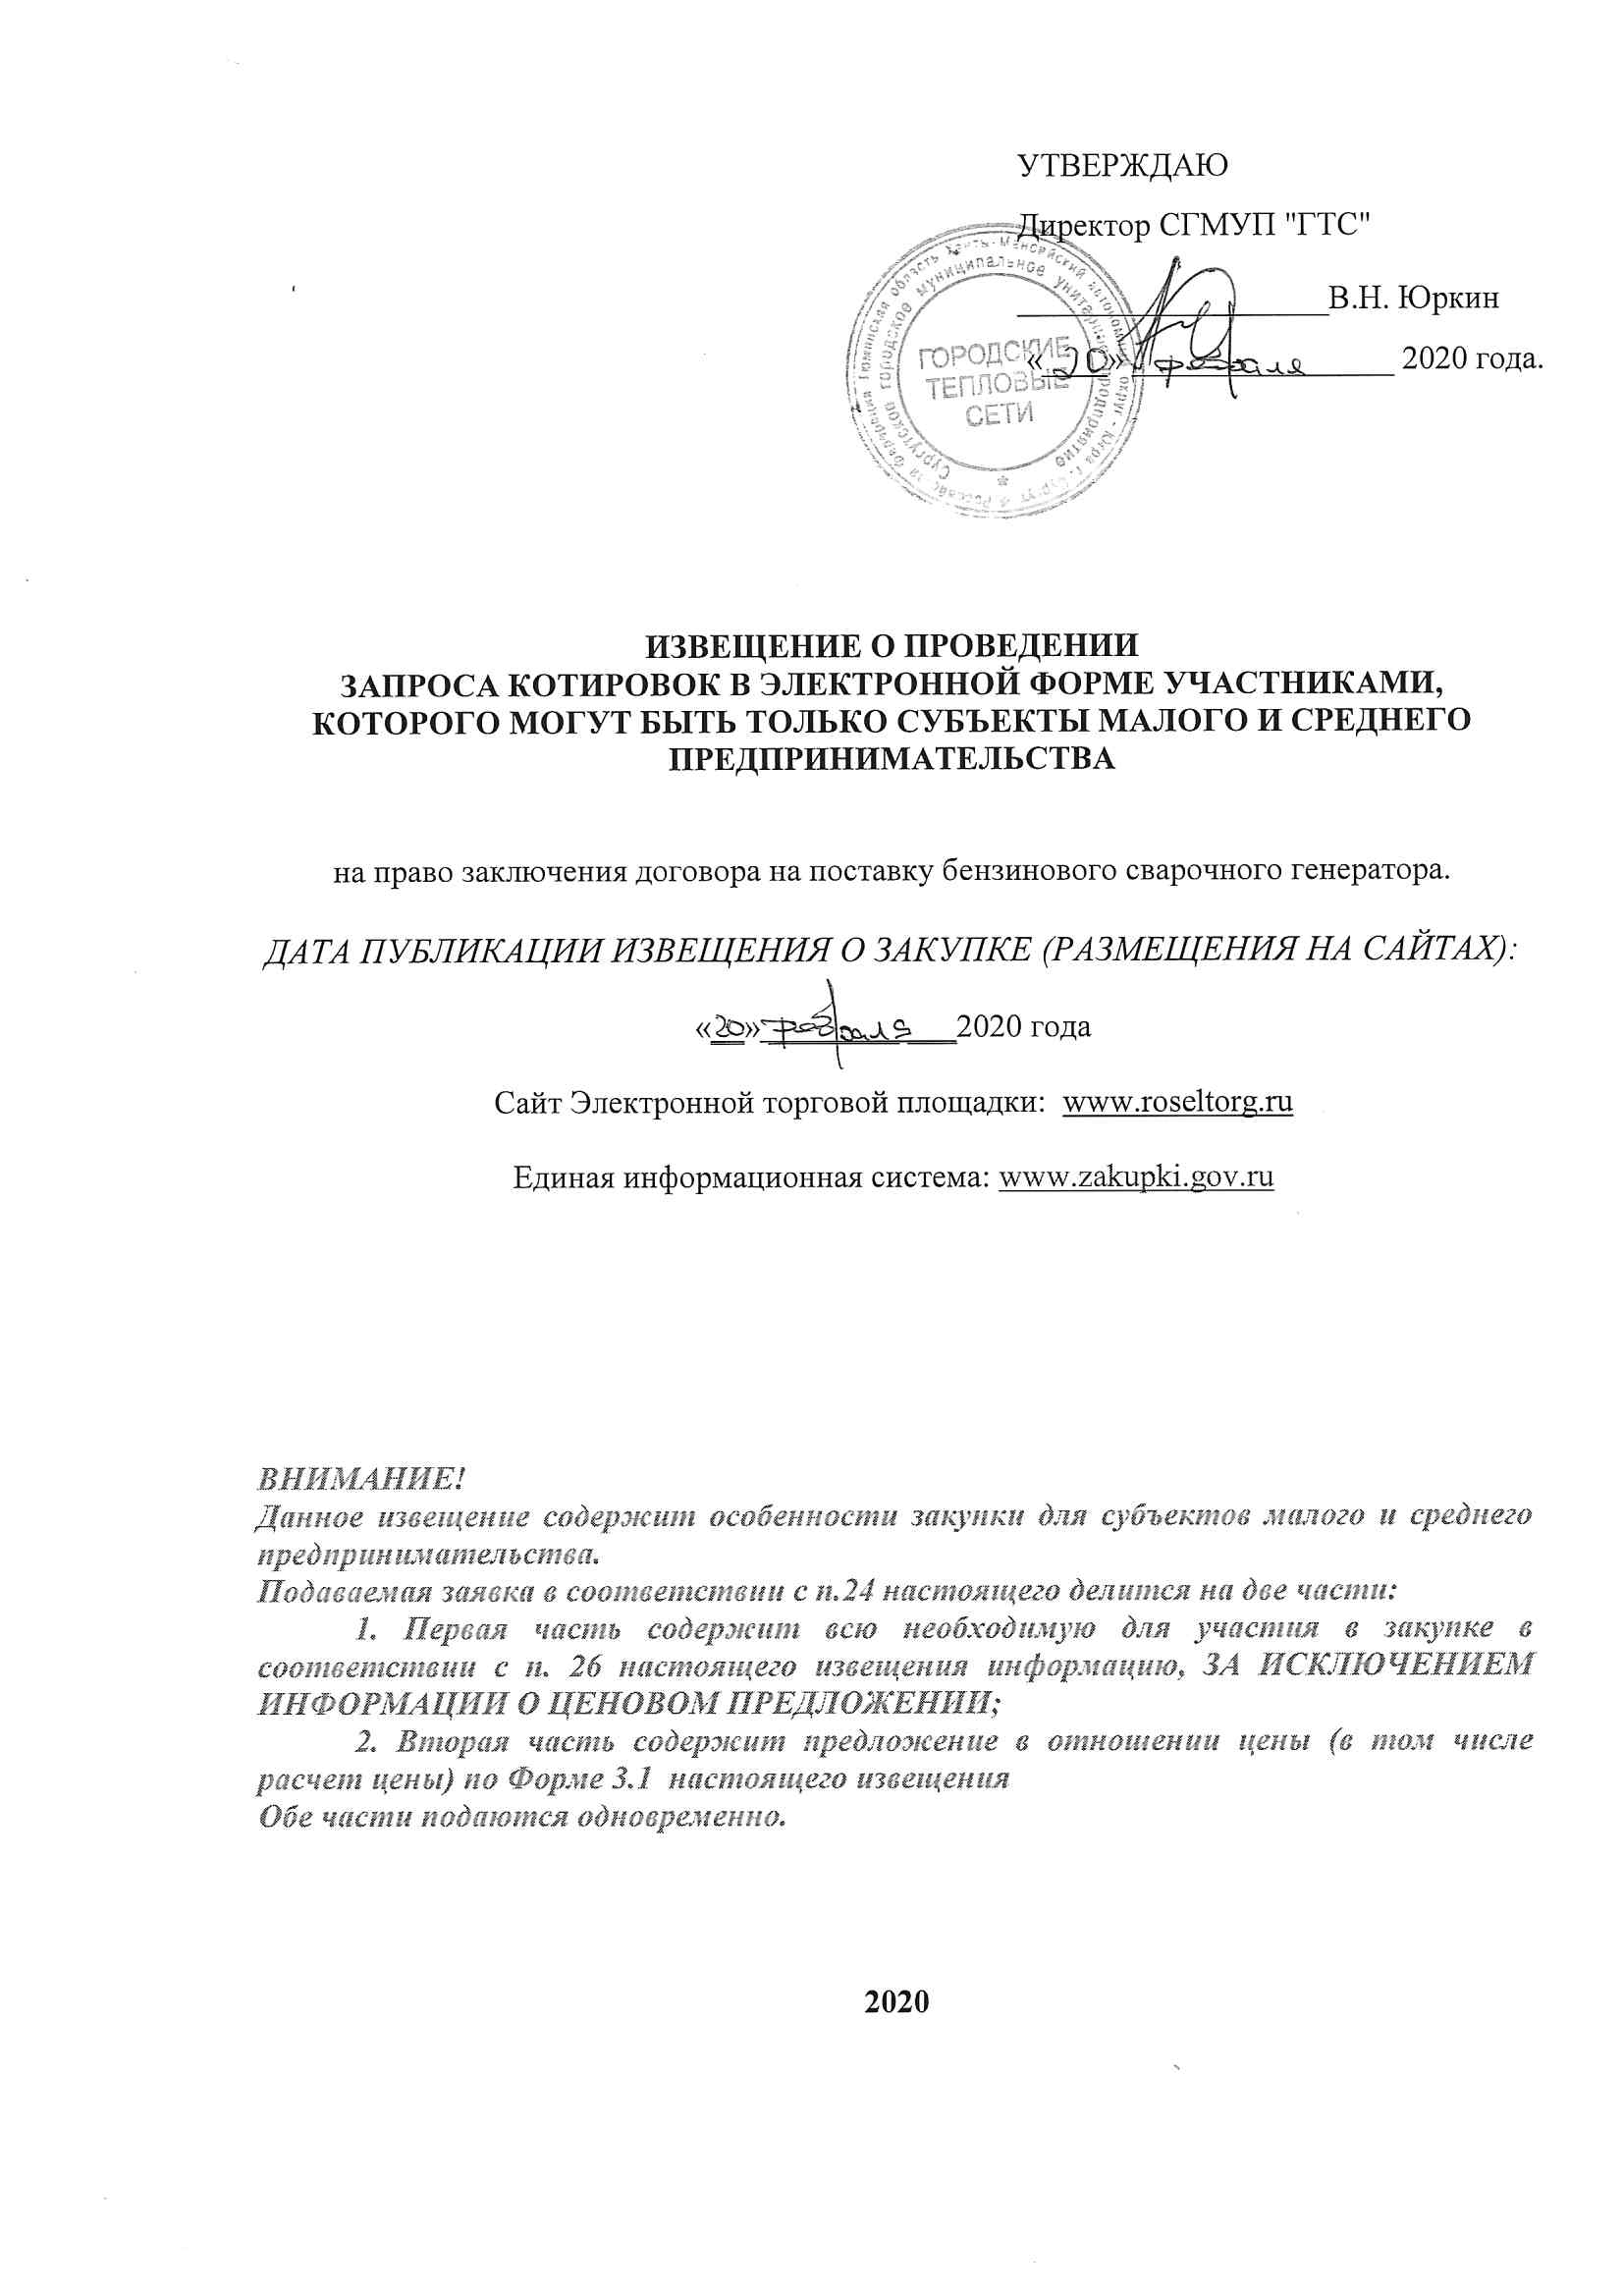 УТВЕРЖДАЮ
Директор СГМУП "ГТС"
В.Н. Юркин
«20» февраля 2020 года.
ГОРОДСКИЕ
ТЕПЛОВЫЕ
СЕТИ
Сургутское городское муниципальное унитарное предприятие
ИЗВЕЩЕНИЕ О ПРОВЕДЕНИИ
ЗАПРОСА КОТИРОВОК В ЭЛЕКТРОННОЙ ФОРМЕ УЧАСТНИКАМИ,
КОТОРОГО МОГУТ БЫТЬ ТОЛЬКО СУБЪЕКТЫ МАЛОГО И СРЕДНЕГО
ПРЕДПРИНИМАТЕЛЬСТВА
на право заключения договора на поставку бензинового сварочного генератора.
ДАТА ПУБЛИКАЦИИ ИЗВЕЩЕНИЯ О ЗАКУПКЕ (РАЗМЕЩЕНИЯ НА САЙТАХ):
«20» февраля 2020 года
Сайт Электронной торговой площадки: www.roseltorg.ru
Единая информационная система: www.zakupki.gov.ru
ВНИМАНИЕ!
Данное извещение содержит особенности закупки для субъектов малого и среднего
предпринимательства.
Подаваемая заявка в соответствии с п.24 настоящего делится на две части:
1. Первая часть содержит всю необходимую для участия в закупке в
соответствии с п. 26 настоящего извещения информацию, ЗА ИСКЛЮЧЕНИЕМ
ИНФОРМАЦИИ О ЦЕНОВОМ ПРЕДЛОЖЕНИИ;
2. Вторая часть содержит предложение в отношении цены (в том числе
расчет цены) по Форме 3.1 настоящего извещения
Обе части подаются одновременно.
2020